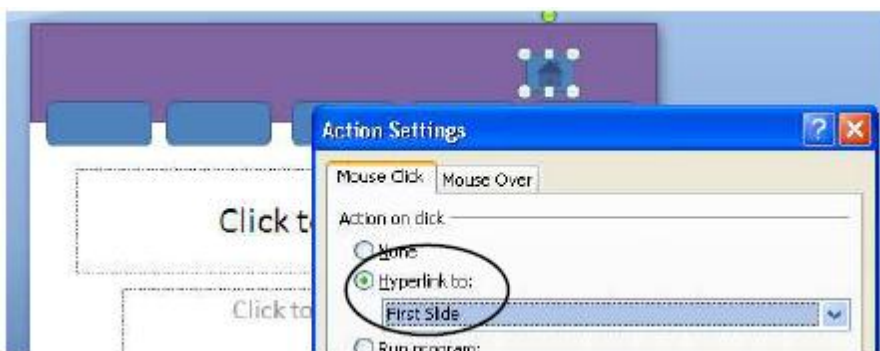 Action Settings
Mouse Click Mouse Over
Action on click
None
Hyperlink to:
First Slide
Run program:
Click to
Click to